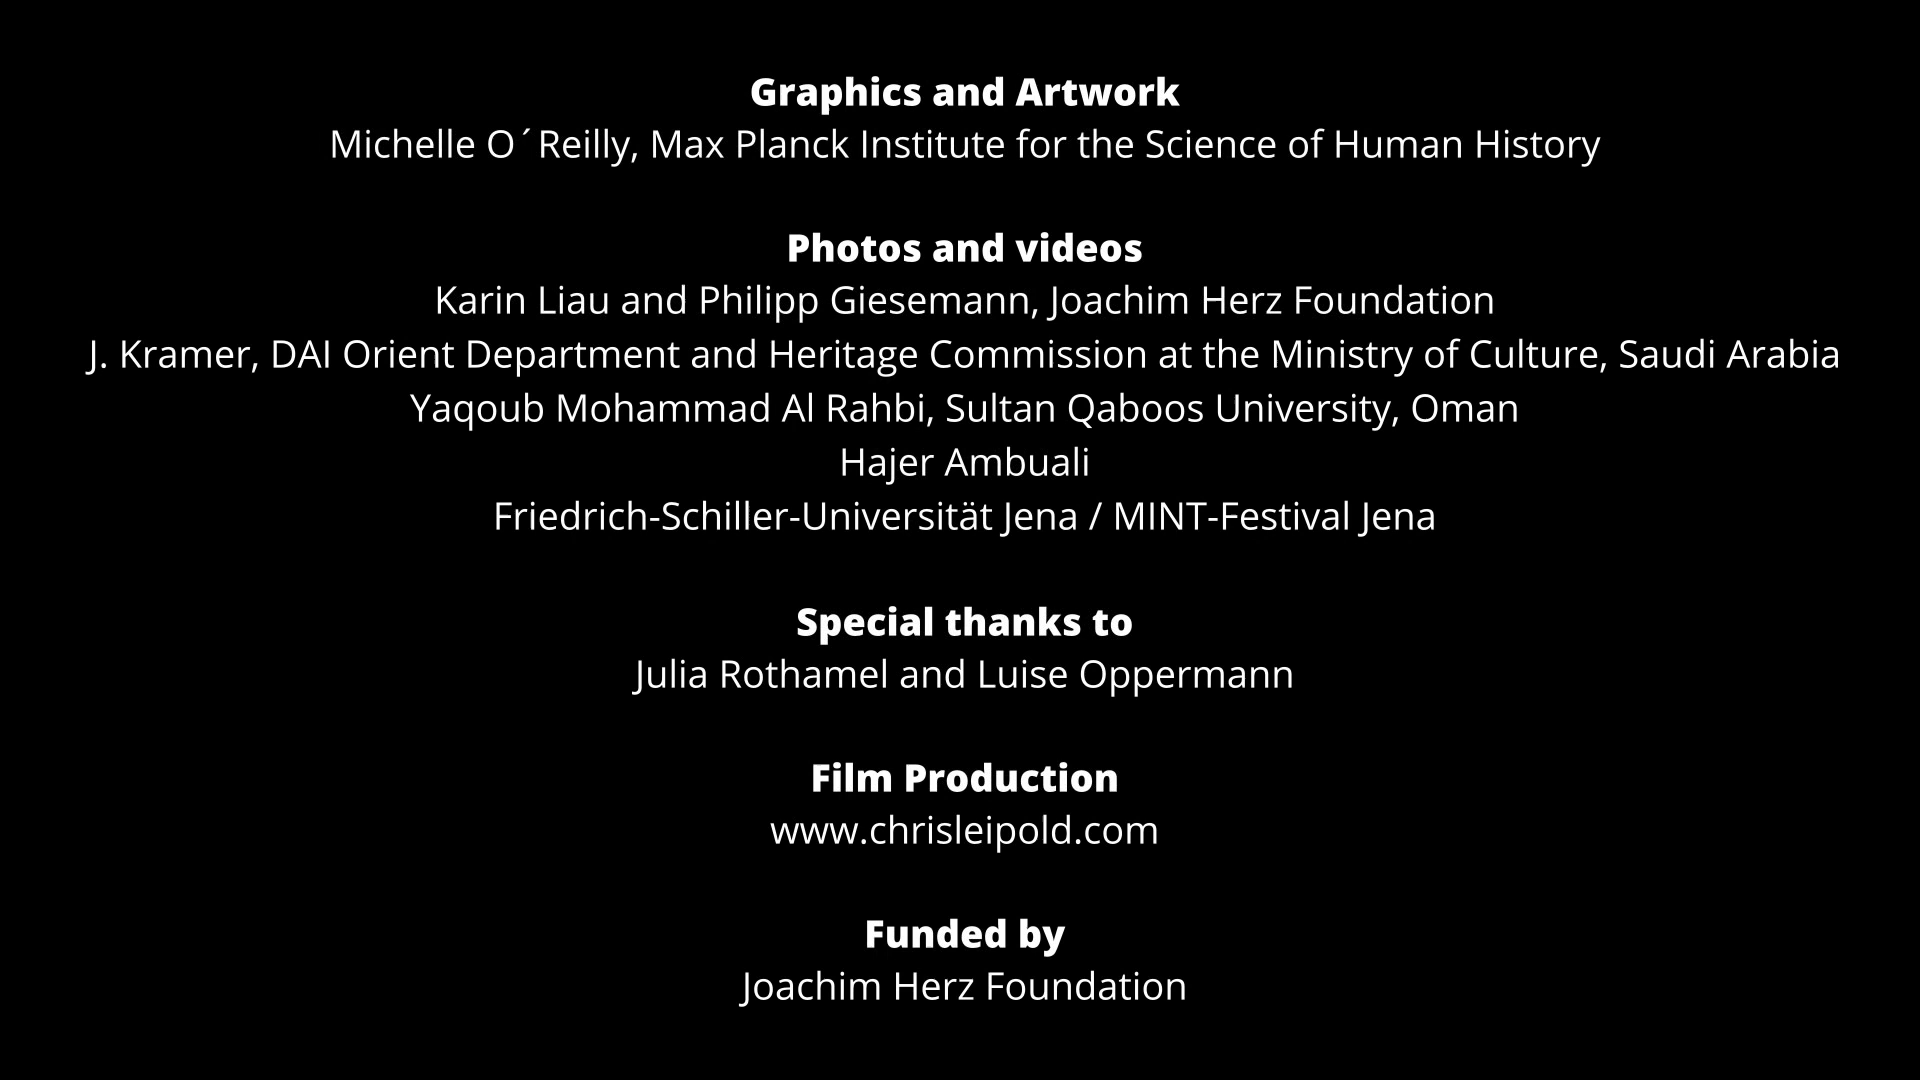 Graphics and Artwork
Michelle O´Reilly, Max Planck Institute for the Science of Human History
Photos and videos
Karin Liau and Philipp Giesemann, Joachim Herz Foundation
J. Kramer, DAI Orient Department and Heritage Commission at the Ministry of Culture, Saudi Arabia
Yaqoub Mohammad Al Rahbi, Sultan Qaboos University, Oman
Hajer Ambuali
Friedrich-Schiller-Universität Jena / MINT-Festival Jena
Special thanks to
Julia Rothamel and Luise Oppermann
Film Production
www.chrisleipold.com
Funded by
Joachim Herz Foundation